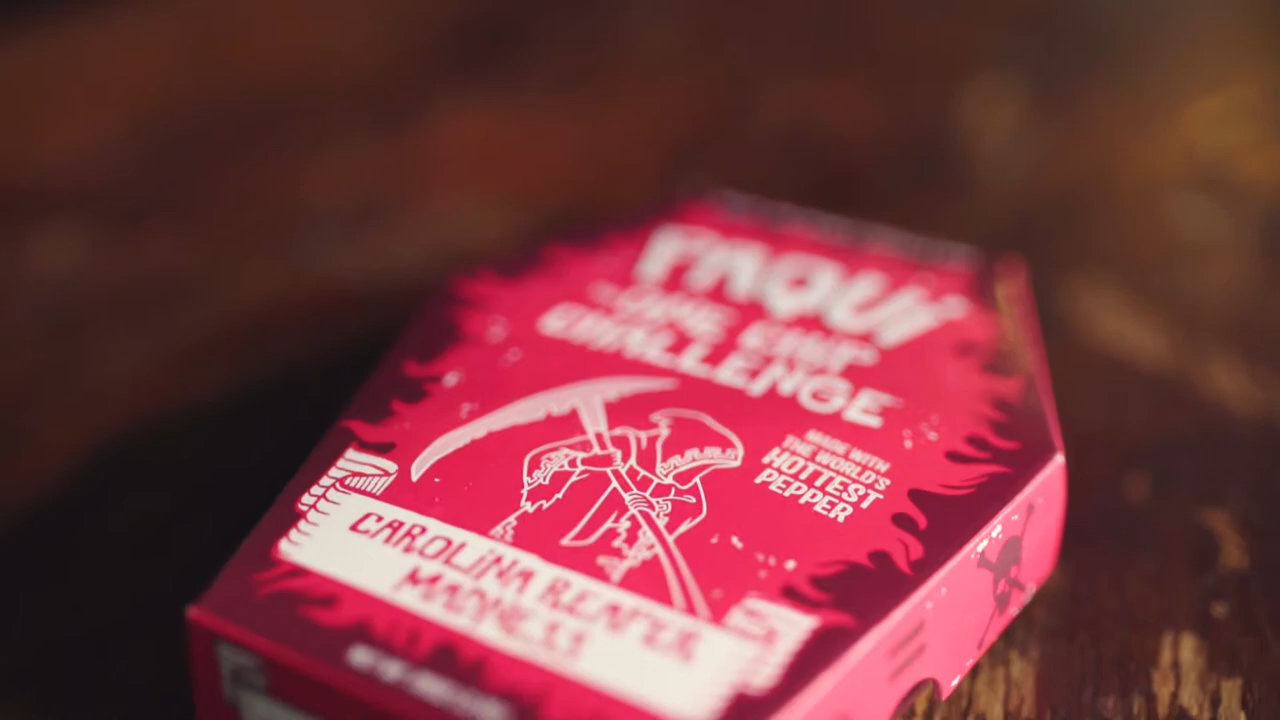 PAQUI
ONE CHIP
CHALLENGE
MADE WITH
THE WORLD'S
HOTTEST
PEPPER
CAROLINA REAPER
MADNESS